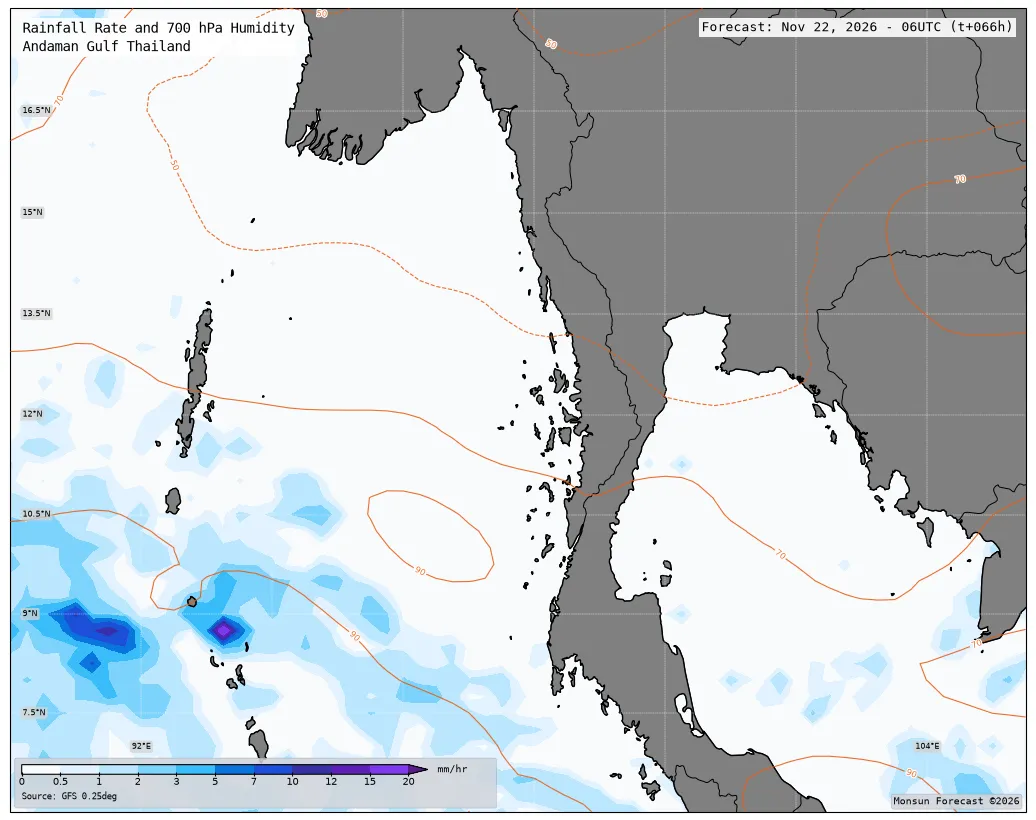 Rainfall Rate and 700 hPa Humidity
Andaman Gulf Thailand
Forecast: Nov 22, 2026 - 06UTC (t+066h)
50
50
70
16.5°N
50
70
15°N
13.5°N
12°N
10.5°N
70
90
9°N
90
70
7.5°N
92°E
104°E
90
0 0.5 1 2 3 5 7 10 12 15 20 mm/hr
Source: GFS 0.25deg
Monsun Forecast ©2026